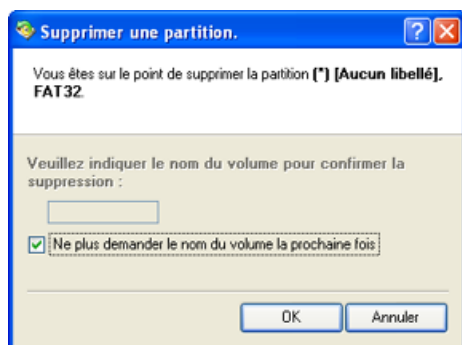 Supprimer une partition.
Vous êtes sur le point de supprimer la partition (*) [Aucun libellé],
FAT32.
Veuillez indiquer le nom du volume pour confirmer la
suppression :
Ne plus demander le nom du volume la prochaine fois
OK Annuler